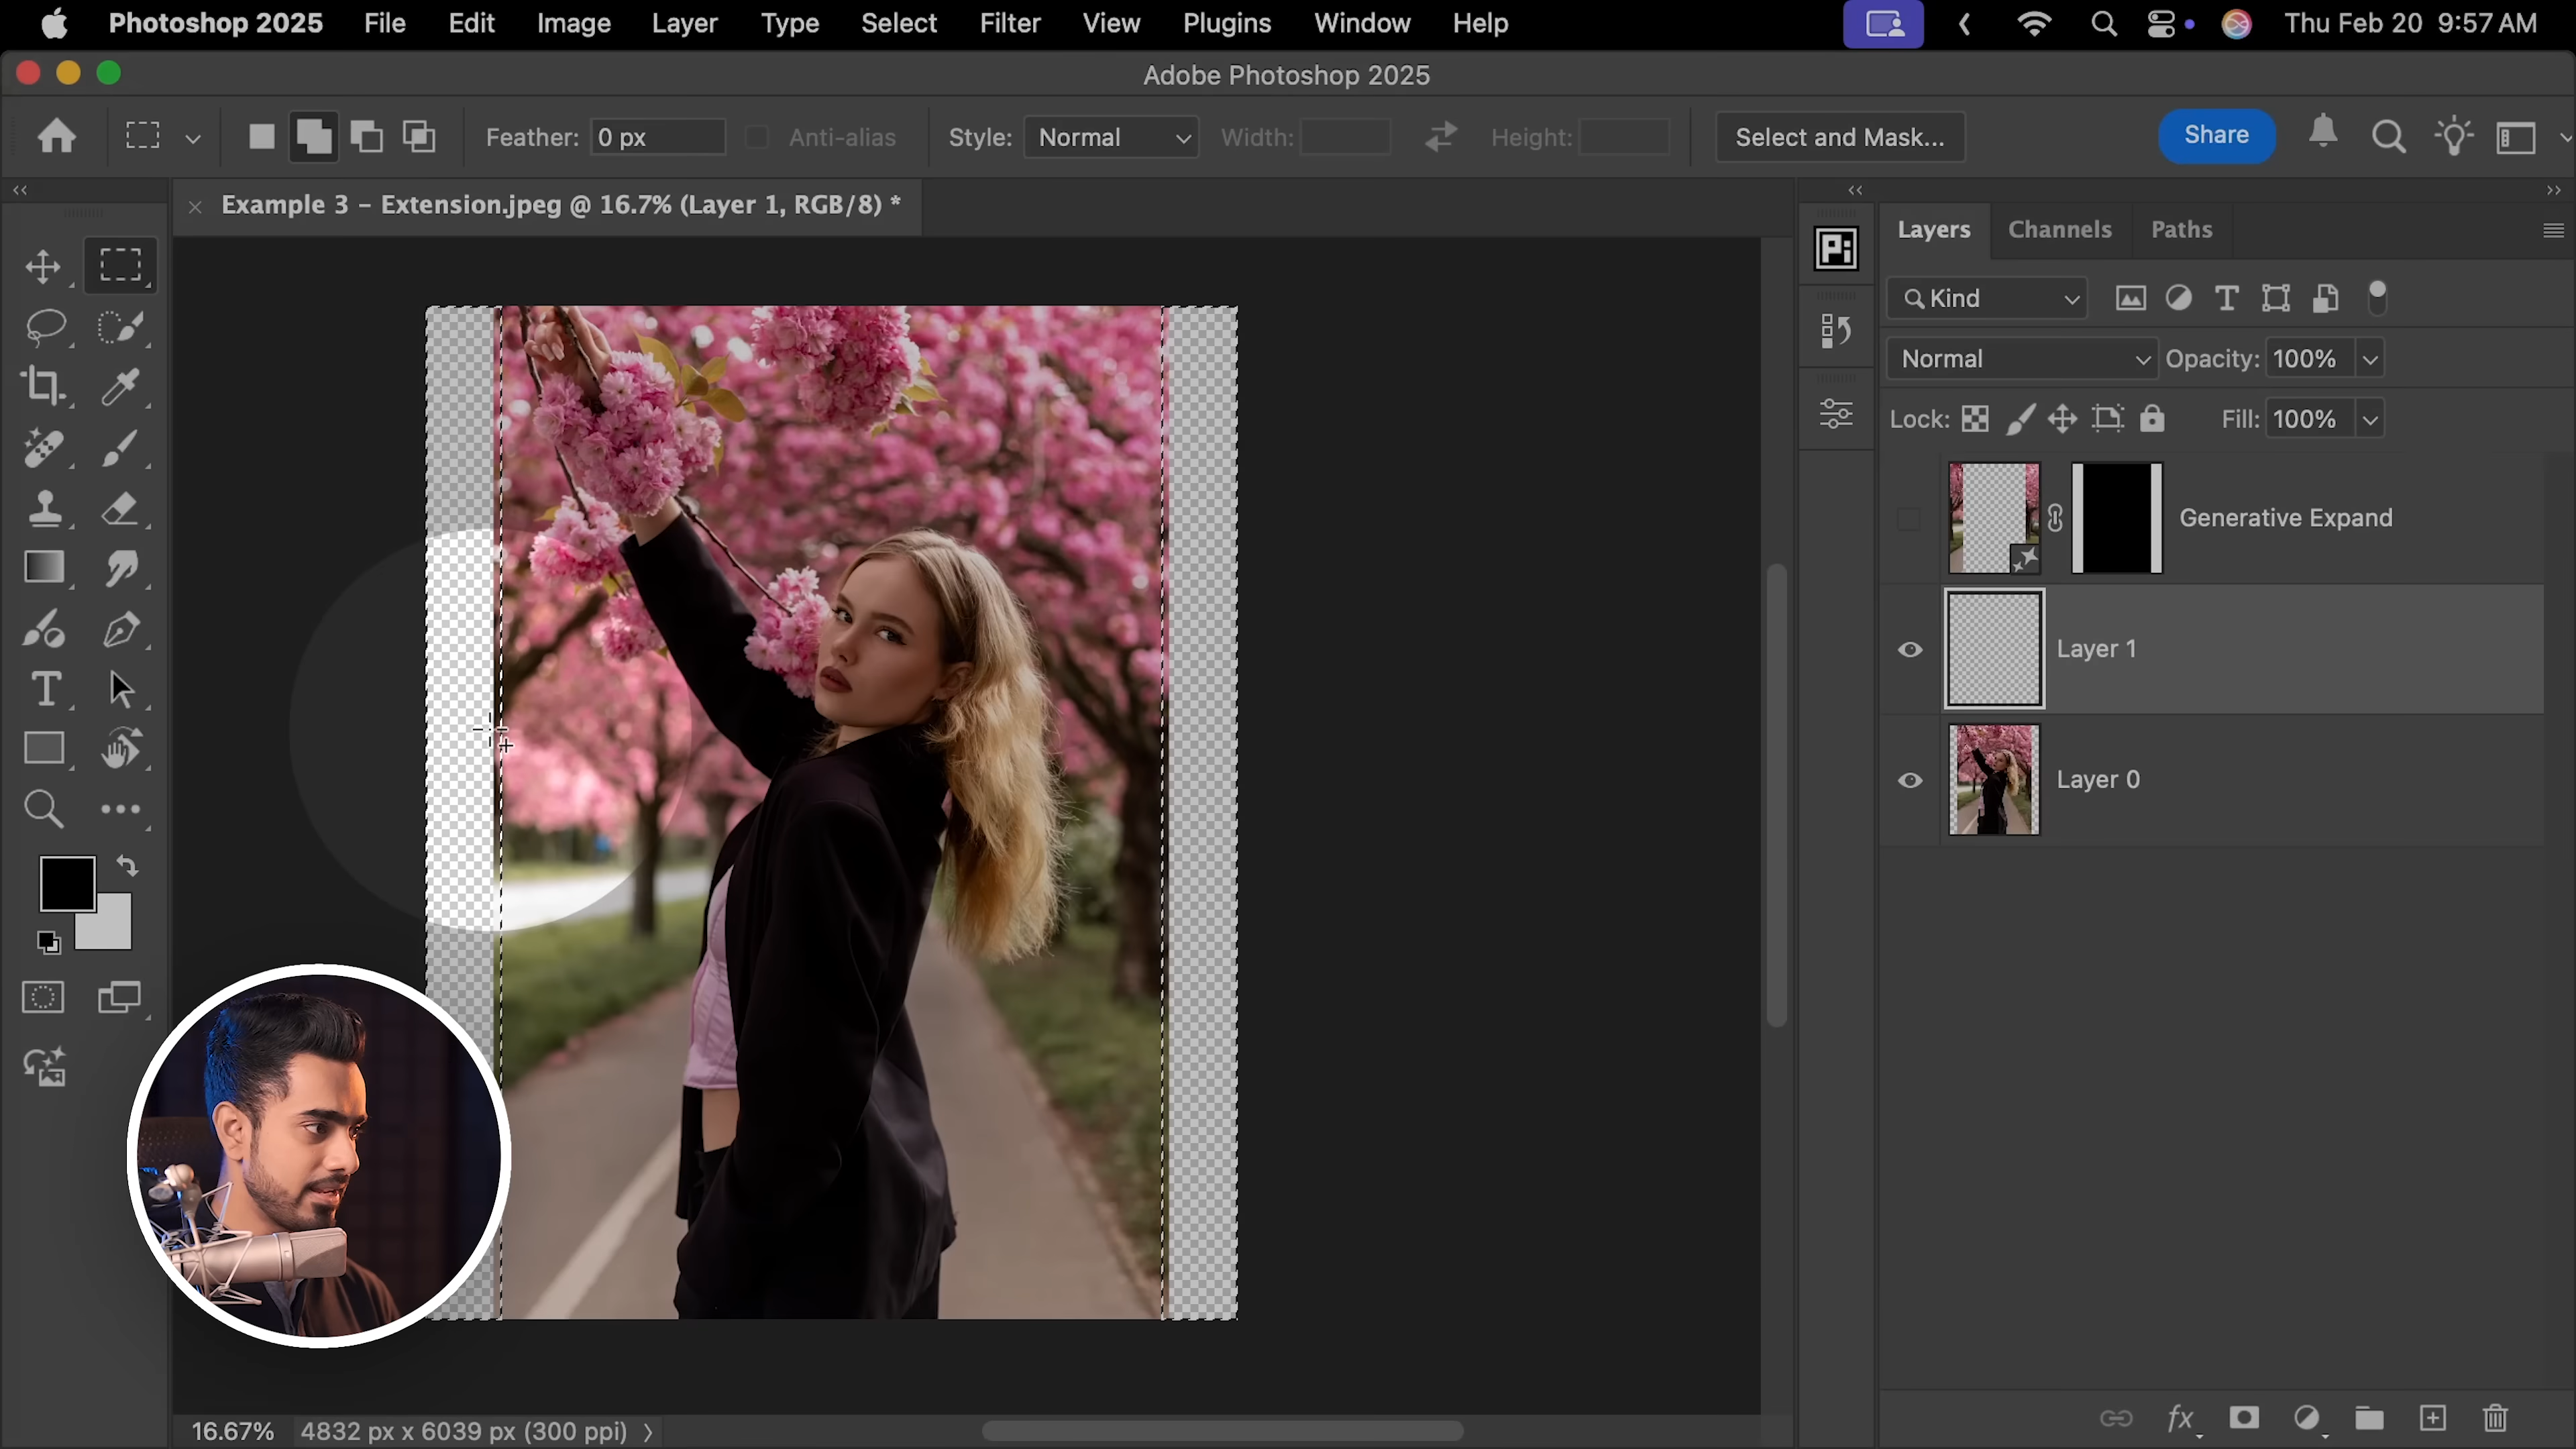 Photoshop 2025 File Edit Image Layer Type Select Filter View Plugins Window Help Thu Feb 20 9:57 AM
Adobe Photoshop 2025
Feather: 0 px Anti-alias Style: Normal Width: Height: Select and Mask... Share
Example 3 – Extension.jpeg @ 16.7% (Layer 1, RGB/8) *
Layers Channels Paths
Pi
Kind
Normal Opacity: 100%
Lock: Fill: 100%
Generative Expand
Layer 1
Layer 0
16.67% 4832 px x 6039 px (300 ppi)
fx